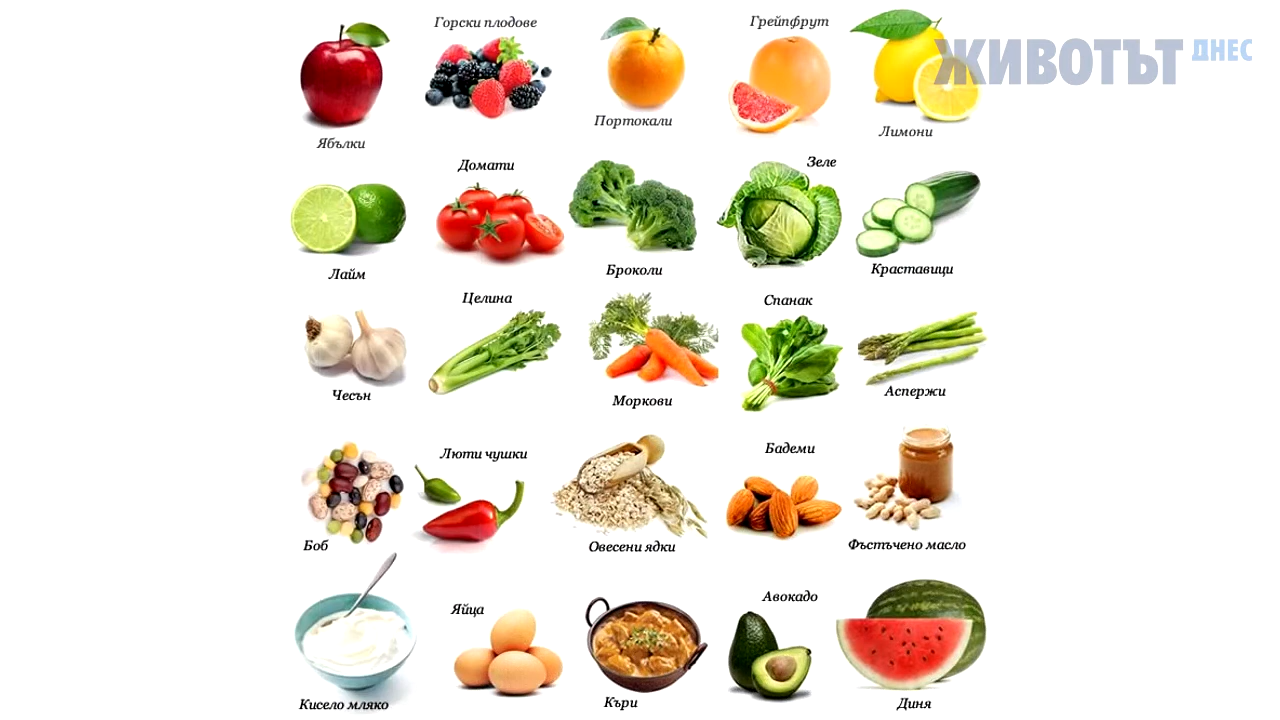 Ябълки
Горски плодове
Портокали
Грейпфрут
Лимони
ЖИВОТЪТ ДНЕС
Лайм
Домати
Броколи
Зеле
Краставици
Чесън
Целина
Моркови
Спанак
Аспержи
Боб
Люти чушки
Овесени ядки
Бадеми
Фъстъчено масло
Кисело мляко
Яйца
Къри
Авокадо
Диня